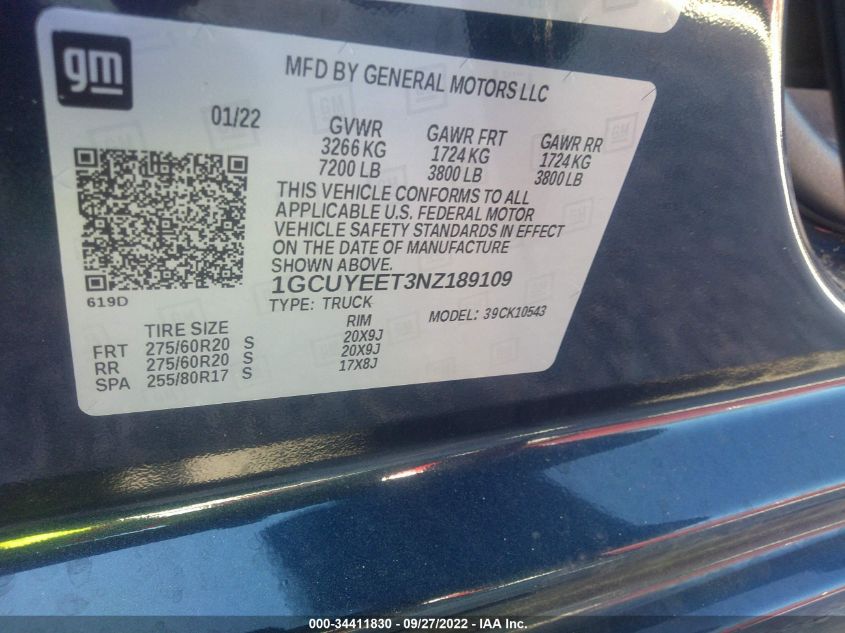 gm
MFD BY GENERAL MOTORS LLC
01/22
GVWR GAWR FRT GAWR RR
3266 KG 1724 KG 1724 KG
7200 LB 3800 LB 3800 LB
THIS VEHICLE CONFORMS TO ALL
APPLICABLE U.S. FEDERAL MOTOR
VEHICLE SAFETY STANDARDS IN EFFECT
ON THE DATE OF MANUFACTURE
SHOWN ABOVE.
619D
1GCUYEET3NZ189109
TYPE: TRUCK MODEL: 39CK10543
TIRE SIZE RIM
FRT 275/60R20 S 20X9J
RR 275/60R20 S 20X9J
SPA 255/80R17 S 17X8J
000-34411830 - 09/27/2022 - IAA Inc.